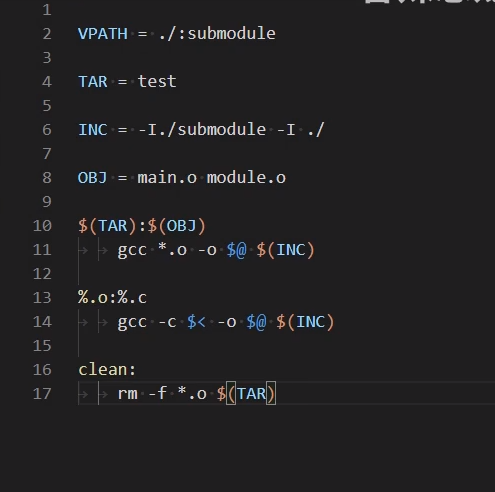 1
2 VPATH = ./:submodule
3
4 TAR = test
5
6 INC = -I./submodule -I ./
7
8 OBJ = main.o module.o
9
10 $(TAR):$(OBJ)
11 gcc *.o -o $@ $(INC)
12
13 %.o:%.c
14 gcc -c $< -o $@ $(INC)
15
16 clean:
17 rm -f *.o $(TAR)